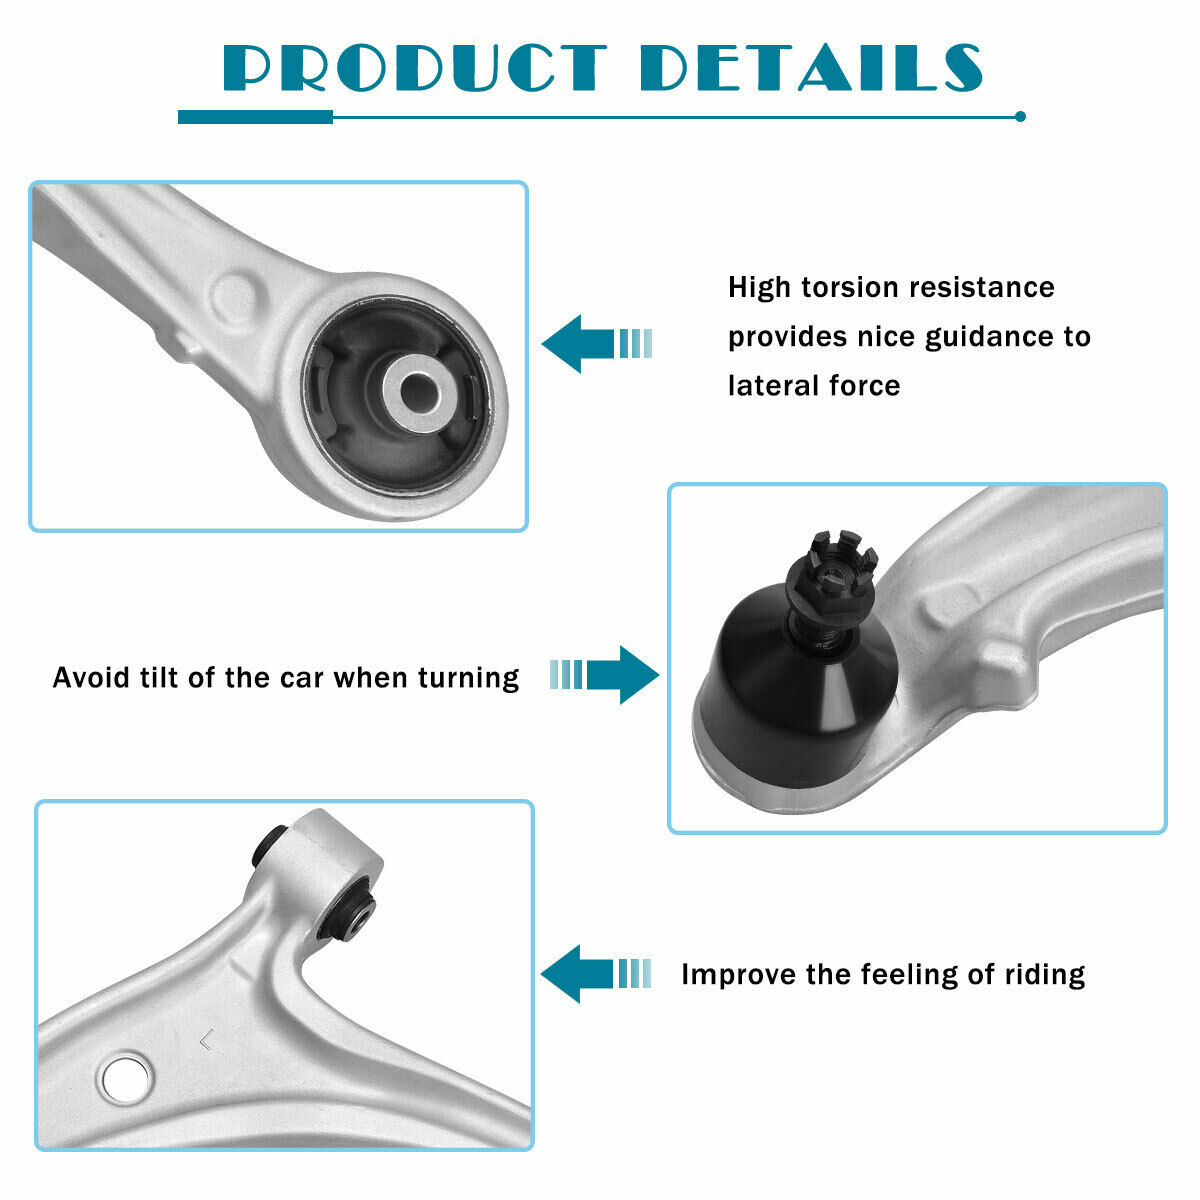 PRODUCT DETAILS
High torsion resistance
provides nice guidance to
lateral force
Avoid tilt of the car when turning
Improve the feeling of riding
L